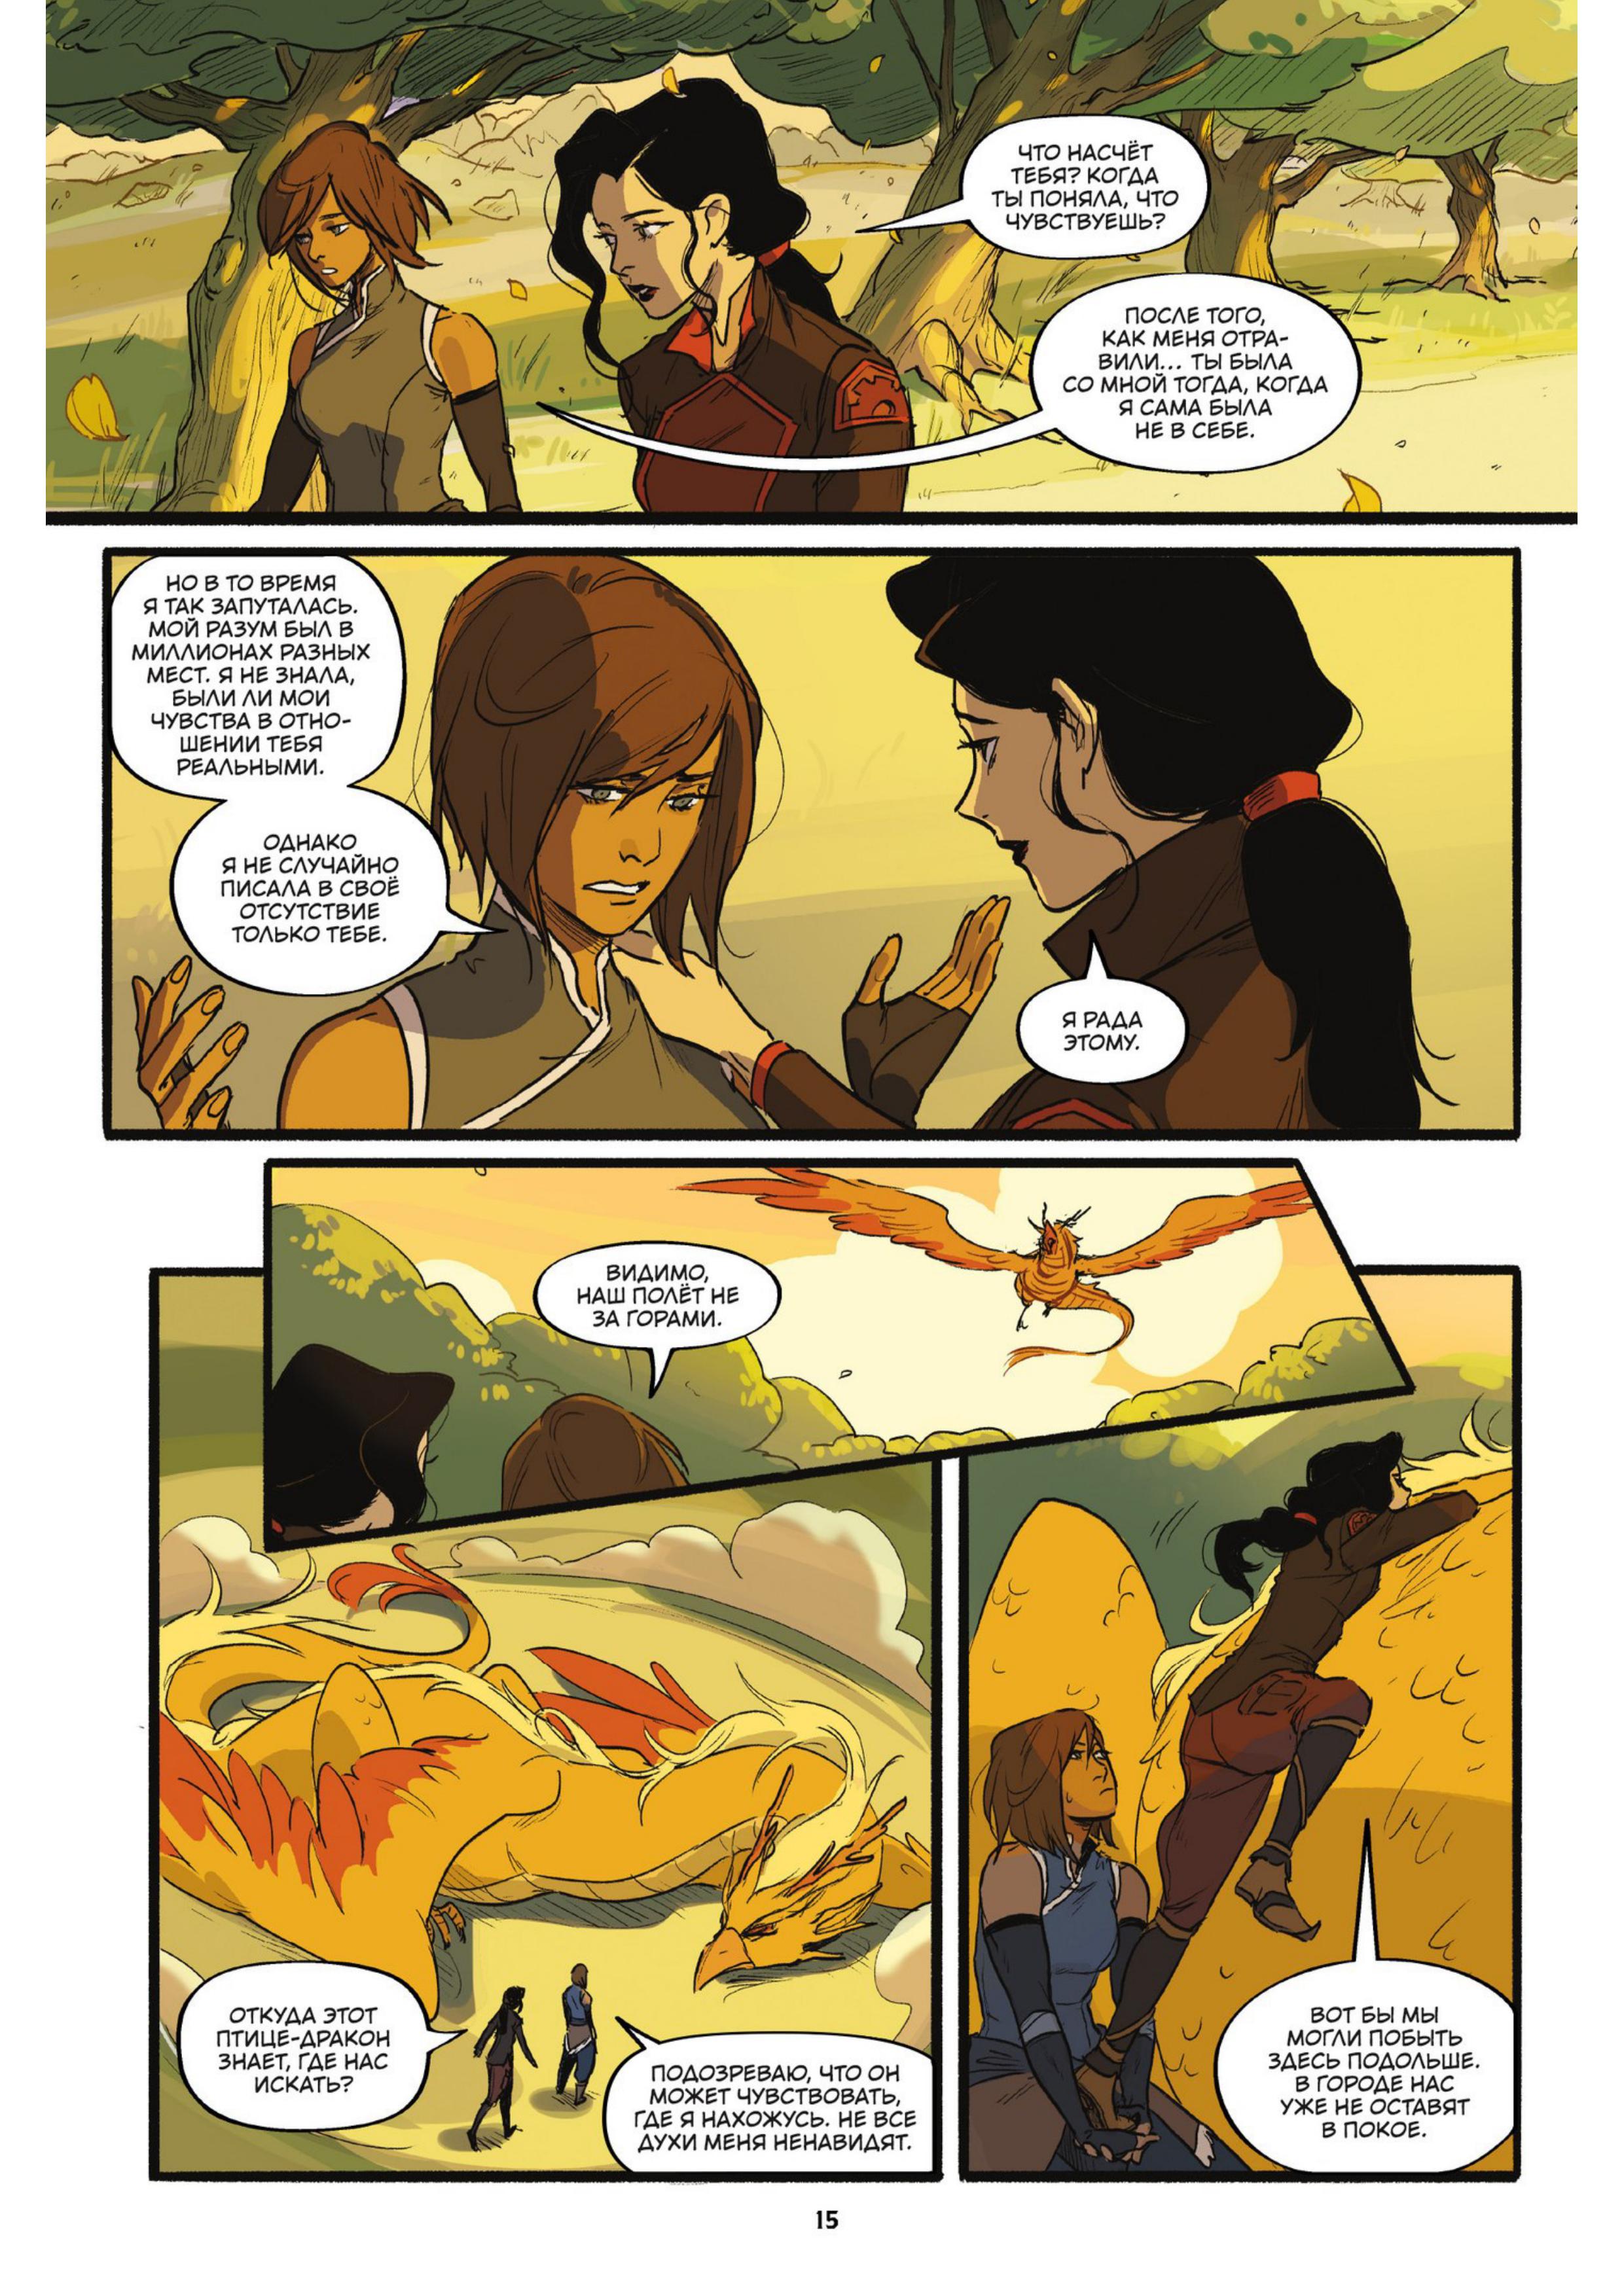 ЧТО НАСЧЁТ
ТЕБЯ? КОГДА
ТЫ ПОНЯЛА, ЧТО
ЧУВСТВУЕШЬ?
ПОСЛЕ ТОГО,
КАК МЕНЯ ОТРА-
ВИЛИ... ТЫ БЫЛА
СО МНОЙ ТОГДА, КОГДА
Я САМА БЫЛА
НЕ В СЕБЕ.
НО В ТО ВРЕМЯ
Я ТАК ЗАПУТАЛАСЬ.
МОЙ РАЗУМ БЫЛ В
МИЛЛИОНАХ РАЗНЫХ
МЕСТ. Я НЕ ЗНАЛА,
БЫЛИ ЛИ МОИ
ЧУВСТВА В ОТНО-
ШЕНИИ ТЕБЯ
РЕАЛЬНЫМИ.
ОДНАКО
Я НЕ СЛУЧАЙНО
ПИСАЛА В СВОЁ
ОТСУТСТВИЕ
ТОЛЬКО ТЕБЕ.
Я РАДА
ЭТОМУ.
ВИДИМО,
НАШ ПОЛЁТ НЕ
ЗА ГОРАМИ.
ОТКУДА ЭТОТ
ПТИЦЕ-ДРАКОН
ЗНАЕТ, ГДЕ НАС
ИСКАТЬ?
ПОДОЗРЕВАЮ, ЧТО ОН
МОЖЕТ ЧУВСТВОВАТЬ,
ГДЕ Я НАХОЖУСЬ. НЕ ВСЕ
ДУХИ МЕНЯ НЕНАВИДЯТ.
ВОТ БЫ МЫ
МОГЛИ ПОБЫТЬ
ЗДЕСЬ ПОДОЛЬШЕ.
В ГОРОДЕ НАС
УЖЕ НЕ ОСТАВЯТ
В ПОКОЕ.
15